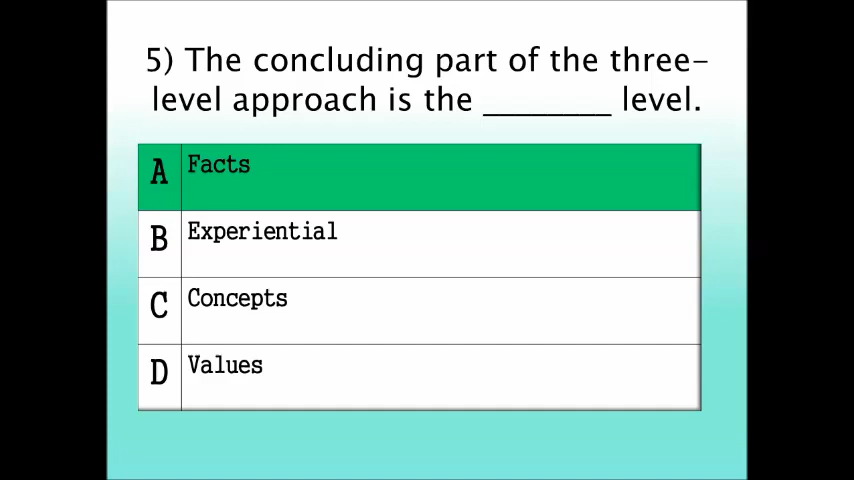 5) The concluding part of the three-
level approach is the ________ level.
A Facts
B Experiential
C Concepts
D Values